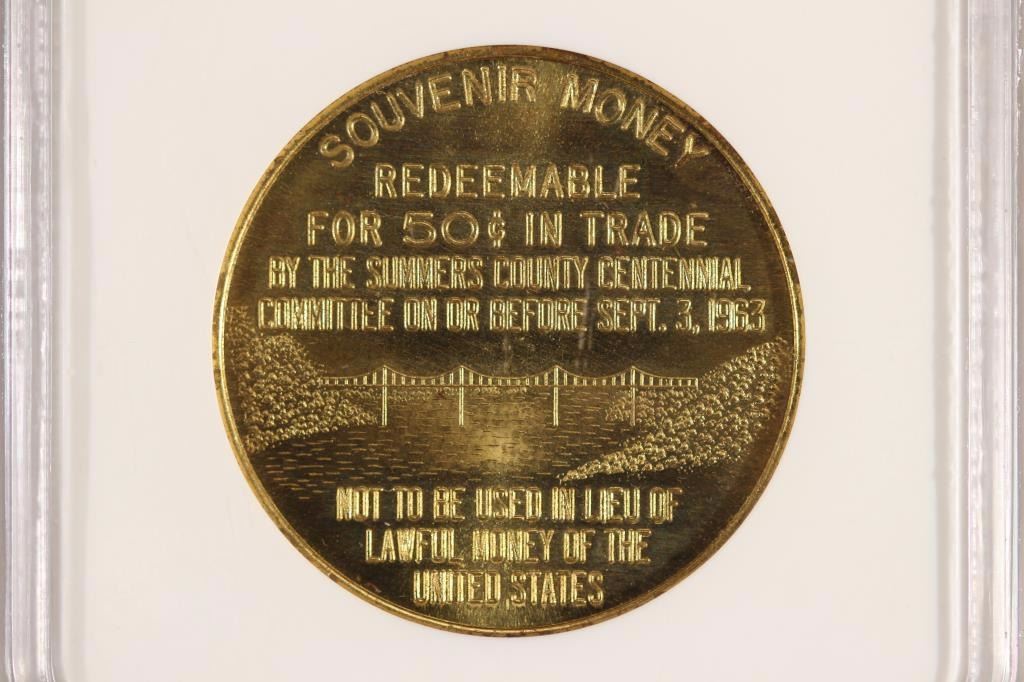 SOUVENIR MONEY
REDEEMABLE
FOR 50¢ IN TRADE
BY THE SUMMERS COUNTY CENTENNIAL
COMMITTEE ON OR BEFORE SEPT. 3, 1963
NOT TO BE USED IN LIEU OF
LAWFUL MONEY OF THE
UNITED STATES